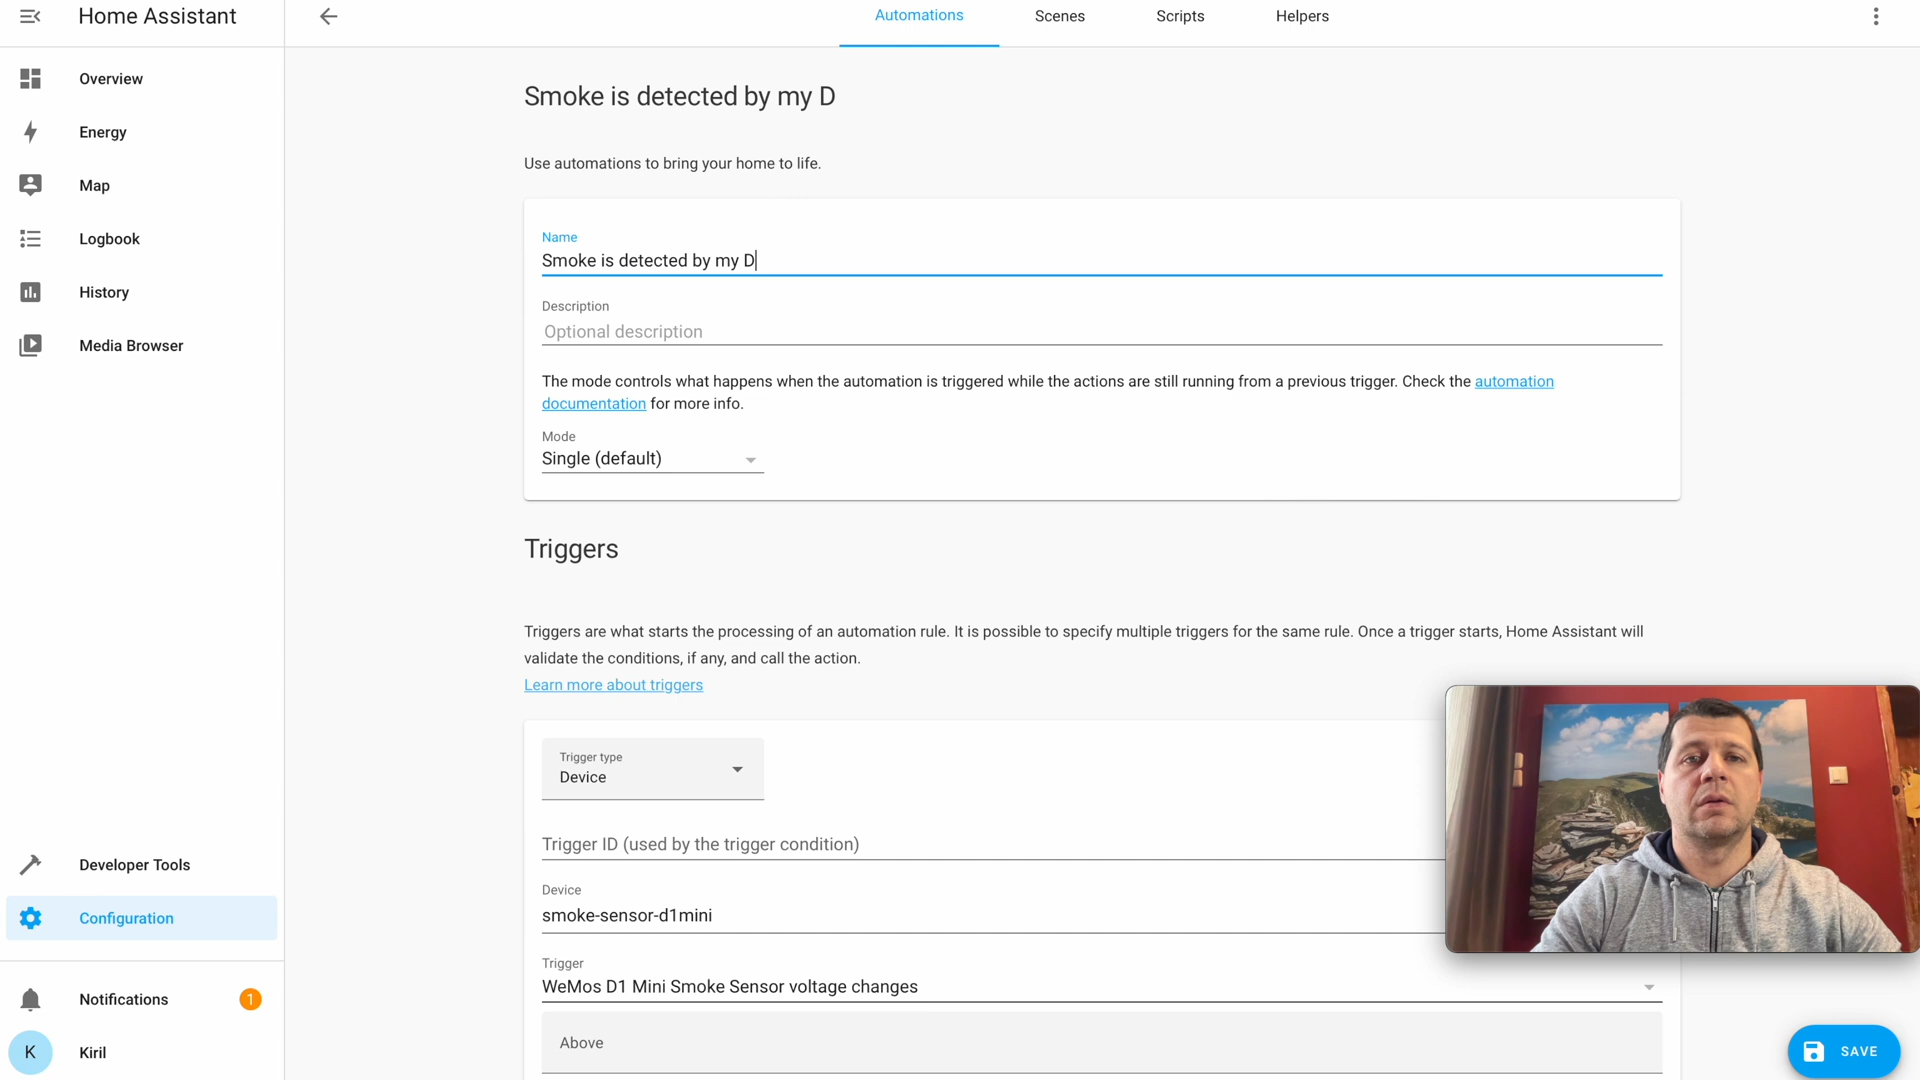 Home Assistant
Automations
Scenes
Scripts
Helpers
Overview
Energy
Map
Logbook
History
Media Browser
Developer Tools
Configuration
Notifications
1
K
Kiril
Smoke is detected by my D
Use automations to bring your home to life.
Name
Smoke is detected by my D
Description
Optional description
The mode controls what happens when the automation is triggered while the actions are still running from a previous trigger. Check the automation
documentation for more info.
Mode
Single (default)
Triggers
Triggers are what starts the processing of an automation rule. It is possible to specify multiple triggers for the same rule. Once a trigger starts, Home Assistant will
validate the conditions, if any, and call the action.
Learn more about triggers
Trigger type
Device
Trigger ID (used by the trigger condition)
Device
smoke-sensor-d1mini
Trigger
WeMos D1 Mini Smoke Sensor voltage changes
Above
SAVE